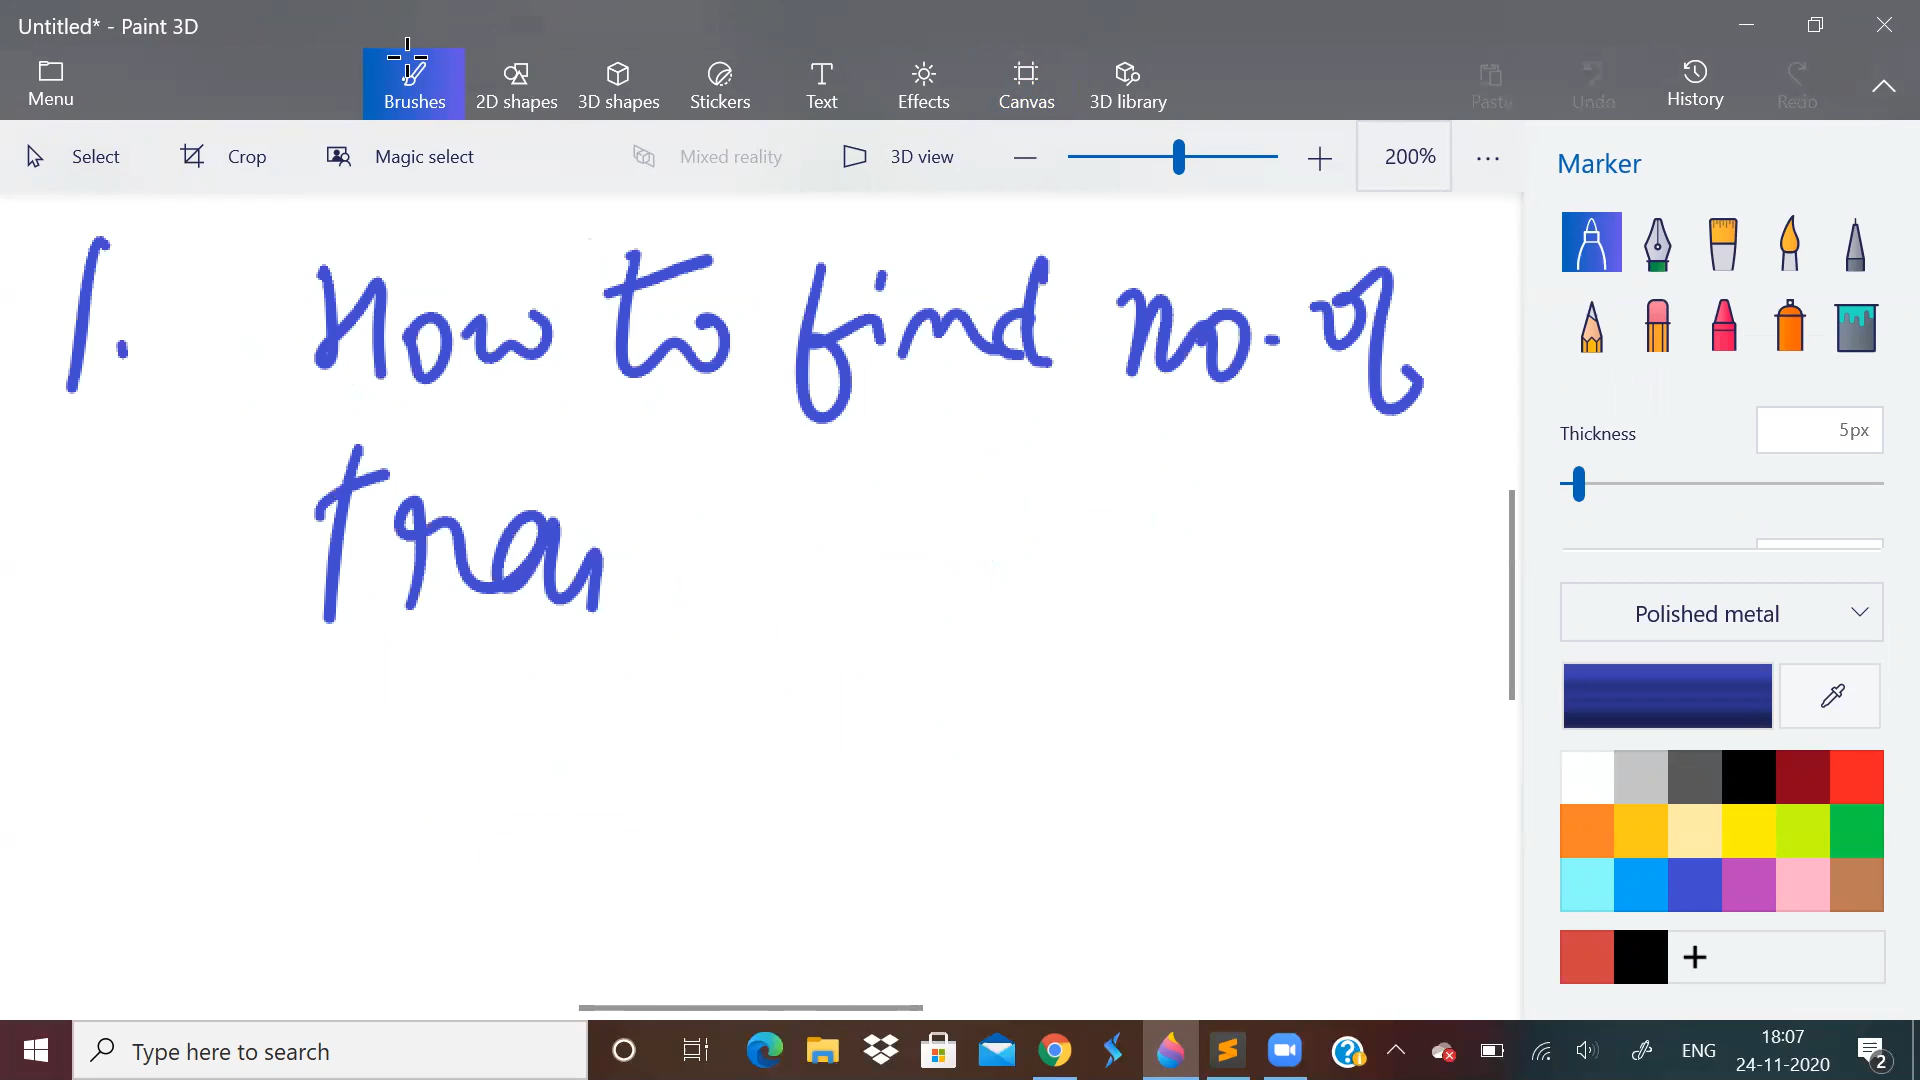 Untitled* - Paint 3D
Menu
Brushes
2D shapes
3D shapes
Stickers
Text
Effects
Canvas
3D library
Paste
Undo
History
Redo
Select
Crop
Magic select
Mixed reality
3D view
200%
Marker
1. How to find no. of
tra
Thickness
5px
Polished metal
Type here to search
ENG
18:07
24-11-2020
2